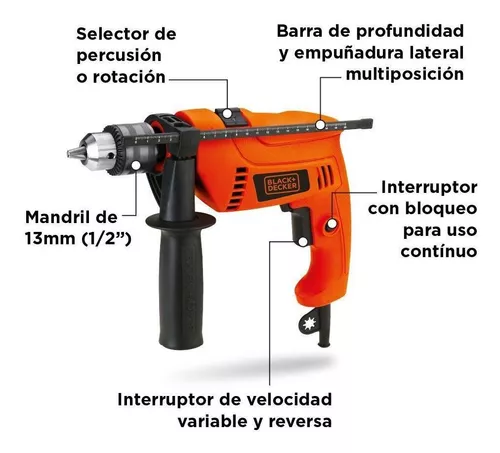 Selector de
percusión
o rotación
Barra de profundidad
y empuñadura lateral
multiposición
BLACK+
DECKER
Mandril de
13mm (1/2”)
Interruptor
con bloqueo
para uso
contínuo
Interruptor de velocidad
variable y reversa